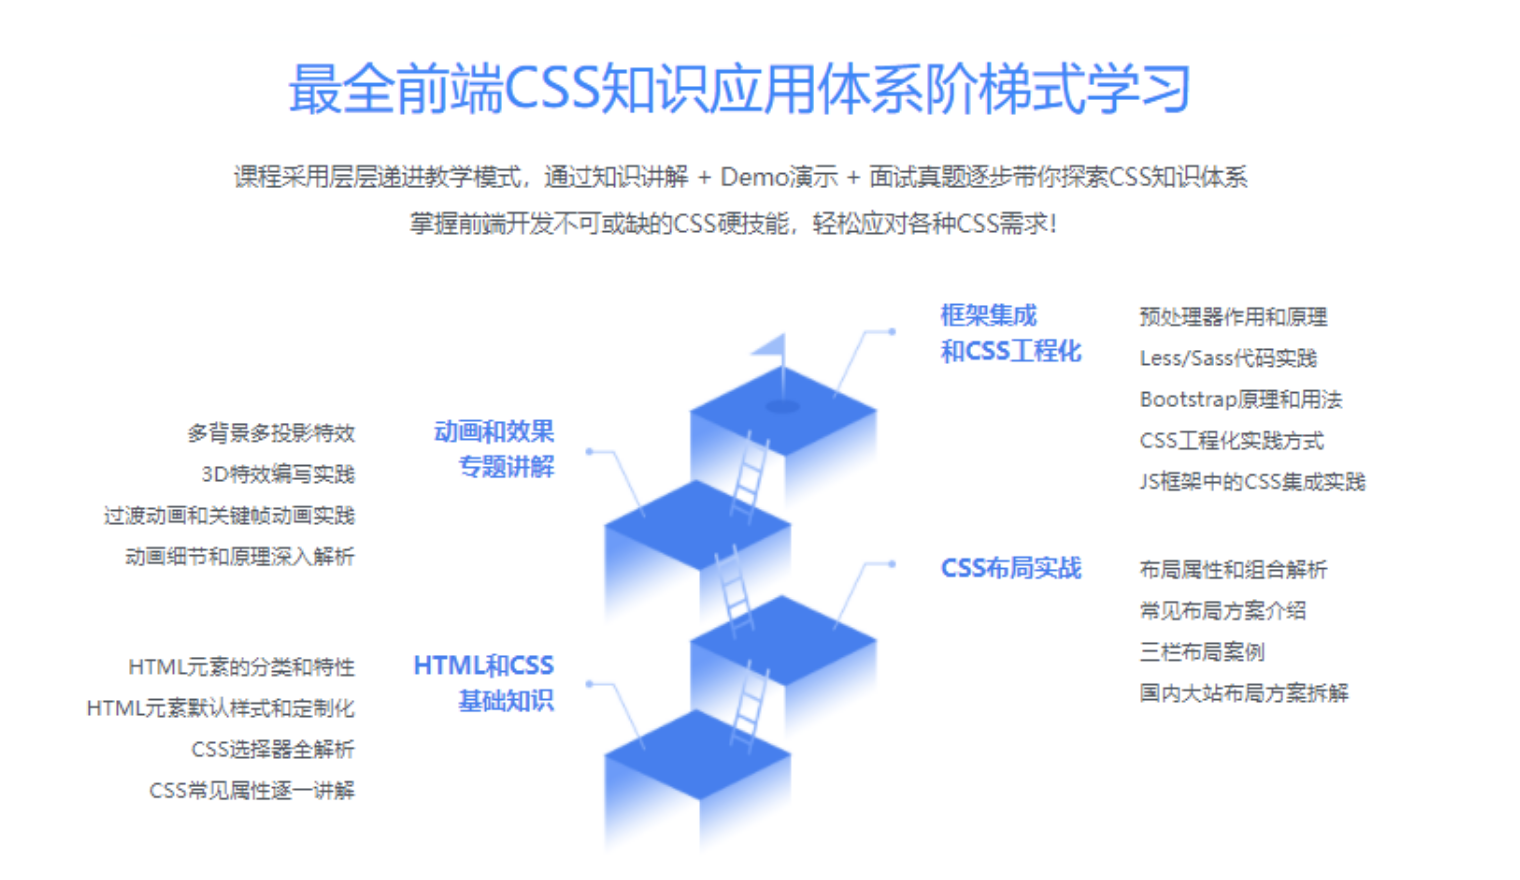 最全前端CSS知识应用体系阶梯式学习
课程采用层层递进教学模式，通过知识讲解 + Demo演示 + 面试真题逐步带你探索CSS知识体系
掌握前端开发不可或缺的CSS硬技能，轻松应对各种CSS需求！
框架集成
和CSS工程化
预处理器作用和原理
Less/Sass代码实践
Bootstrap原理和用法
CSS工程化实践方式
JS框架中的CSS集成实践
动画和效果
专题讲解
多背景多投影特效
3D特效编写实践
过渡动画和关键帧动画实践
动画细节和原理深入解析
CSS布局实战
布局属性和组合解析
常见布局方案介绍
三栏布局案例
国内大站布局方案拆解
HTML和CSS
基础知识
HTML元素的分类和特性
HTML元素默认样式和定制化
CSS选择器全解析
CSS常见属性逐一讲解